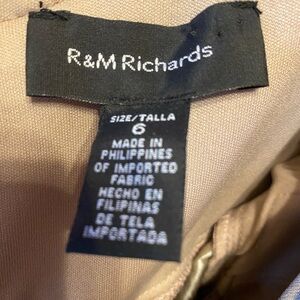 R&M Richards
SIZE/TALLA
6
MADE IN
PHILIPPINES
OF IMPORTED
FABRIC
HECHO EN
FILIPINAS
DE TELA
IMPORTADA